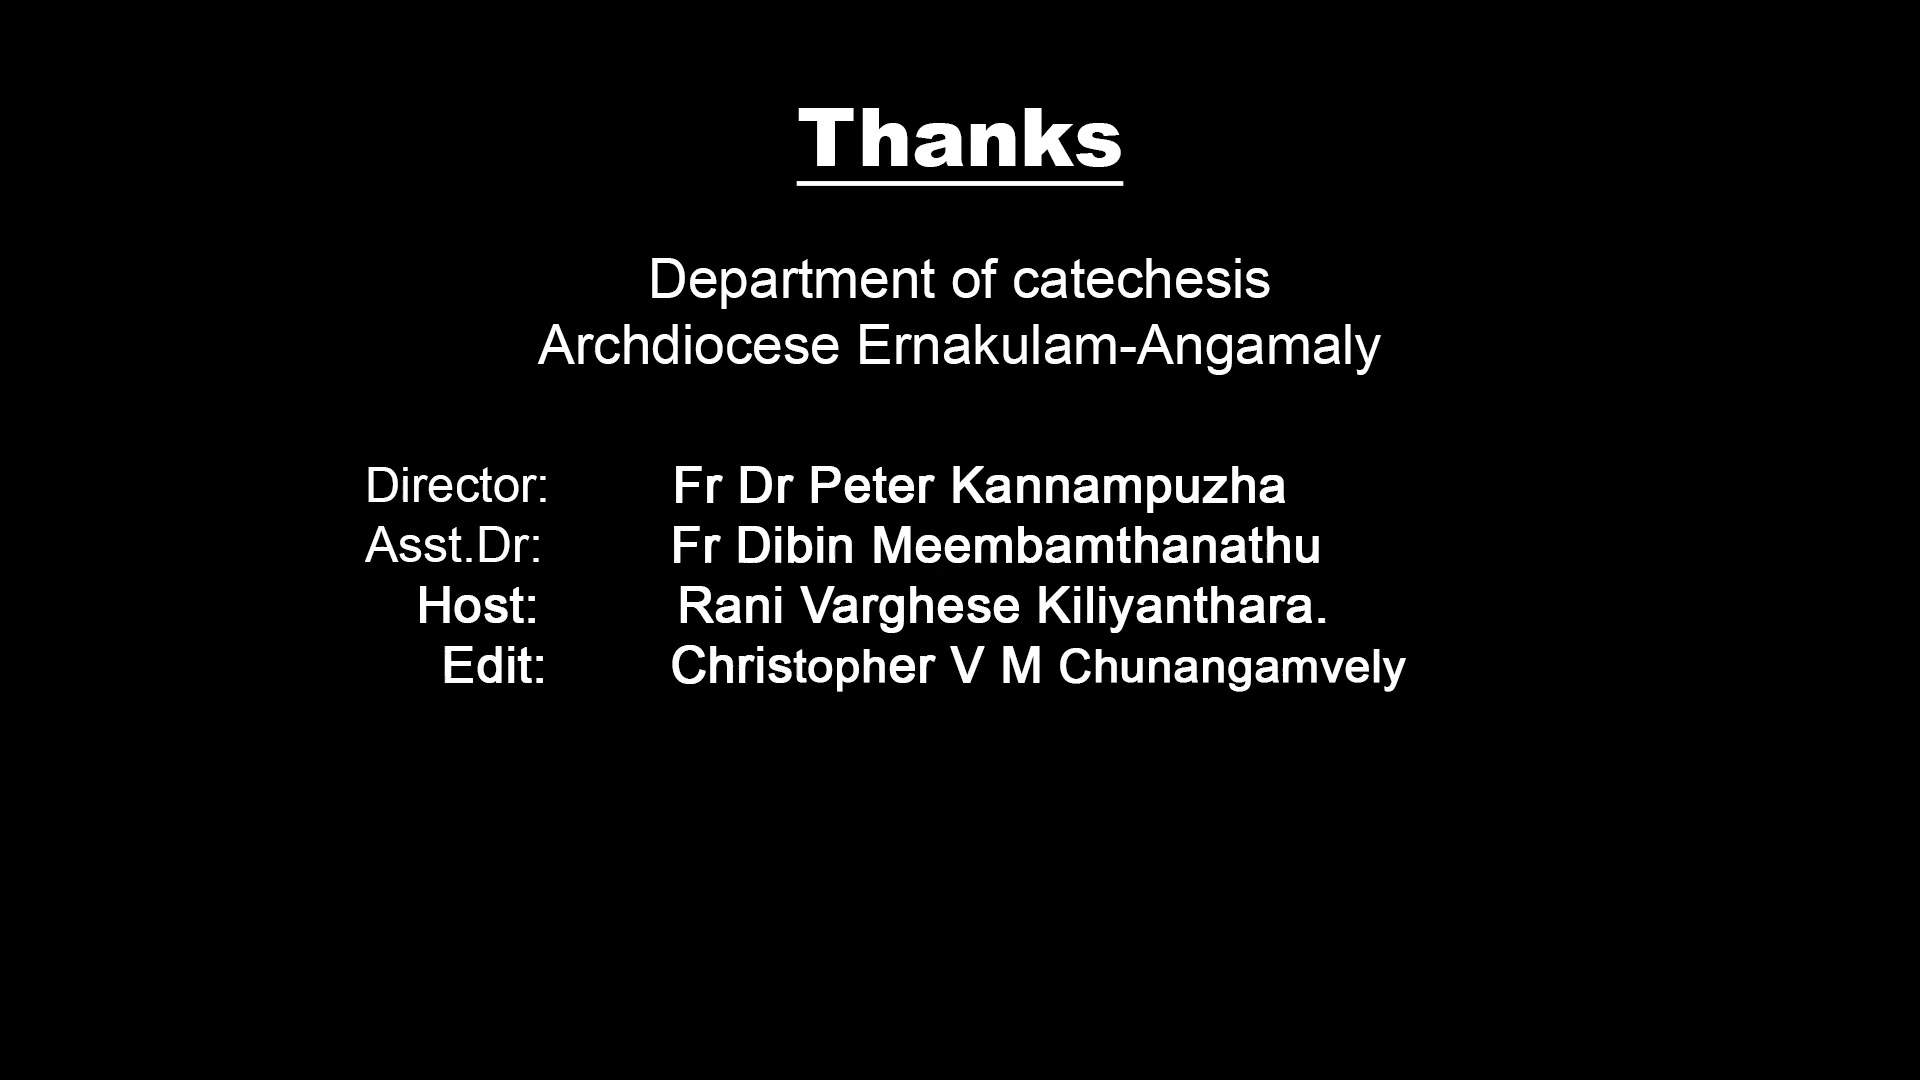 Thanks
Department of catechesis
Archdiocese Ernakulam-Angamaly
Director: Fr Dr Peter Kannampuzha
Asst.Dr: Fr Dibin Meembamthanathu
Host: Rani Varghese Kiliyanthara.
Edit: Christopher V M Chunangamvely